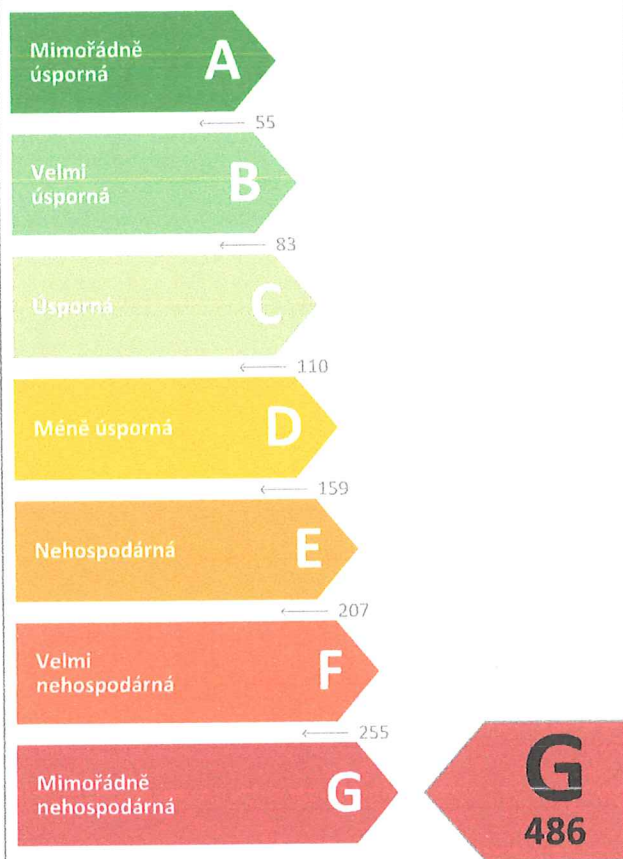 Mimořádně
úsporná
A
55
Velmi
úsporná
B
83
Úsporná
C
110
Méně úsporná
D
159
Nehospodárná
E
207
Velmi
nehospodárná
F
255
Mimořádně
nehospodárná
G
G
486